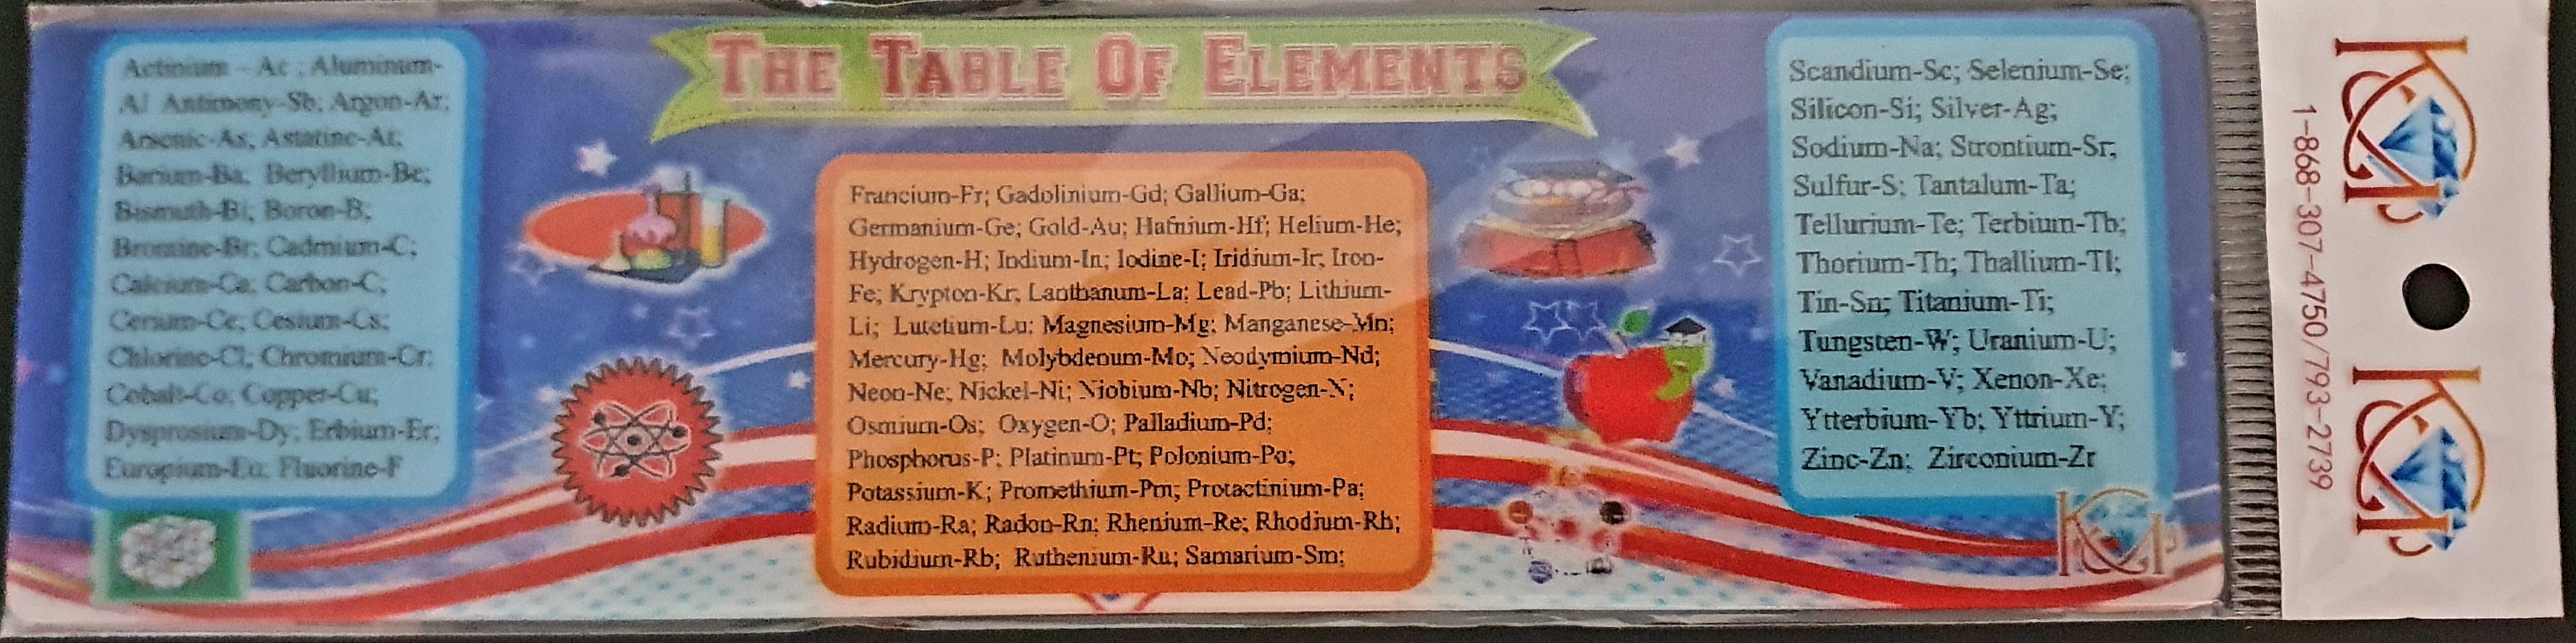 THE TABLE OF ELEMENTS
Actinium - Ac ; Aluminum-
Al Antimony-Sb; Argon-Ar;
Arsenic-As; Astatine-At;
Barium-Ba; Beryllium-Be;
Bismuth-Bi; Boron-B;
Bromine-Br; Cadmium-C;
Calcium-Ca; Carbon-C;
Cerium-Ce; Cesium-Cs;
Chlorine-Cl; Chromium-Cr;
Cobalt-Co; Copper-Cu;
Dysprosium-Dy; Erbium-Er;
Europium-Eu; Fluorine-F
Francium-Fr; Gadolinium-Gd; Gallium-Ga;
Germanium-Ge; Gold-Au; Hafnium-Hf; Helium-He;
Hydrogen-H; Indium-In; Iodine-I; Iridium-Ir; Iron-
Fe; Krypton-Kr; Lanthanum-La; Lead-Pb; Lithium-
Li; Lutetium-Lu; Magnesium-Mg; Manganese-Mn;
Mercury-Hg; Molybdenum-Mo; Neodymium-Nd;
Neon-Ne; Nickel-Ni; Niobium-Nb; Nitrogen-N;
Osmium-Os; Oxygen-O; Palladium-Pd;
Phosphorus-P; Platinum-Pt; Polonium-Po;
Potassium-K; Promethium-Pm; Protactinium-Pa;
Radium-Ra; Radon-Rn; Rhenium-Re; Rhodium-Rh;
Rubidium-Rb; Ruthenium-Ru; Samarium-Sm;
Scandium-Sc; Selenium-Se;
Silicon-Si; Silver-Ag;
Sodium-Na; Strontium-Sr;
Sulfur-S; Tantalum-Ta;
Tellurium-Te; Terbium-Tb;
Thorium-Th; Thallium-Tl;
Tin-Sn; Titanium-Ti;
Tungsten-W; Uranium-U;
Vanadium-V; Xenon-Xe;
Ytterbium-Yb; Yttrium-Y;
Zinc-Zn; Zirconium-Zr
1-868-307-4750/793-2739